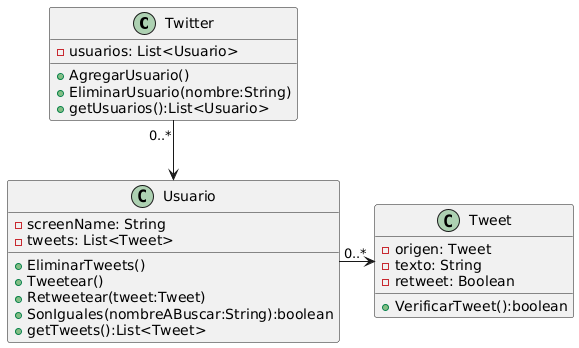 C Twitter
usuarios: List<Usuario>
AgregarUsuario()
EliminarUsuario(nombre:String)
getUsuarios():List<Usuario>
0..*
C Usuario
screenName: String
tweets: List<Tweet>
EliminarTweets()
Tweetear()
Retweetear(tweet:Tweet)
SonIguales(nombreABuscar:String):boolean
getTweets():List<Tweet>
0..*
C Tweet
origen: Tweet
texto: String
retweet: Boolean
VerificarTweet():boolean